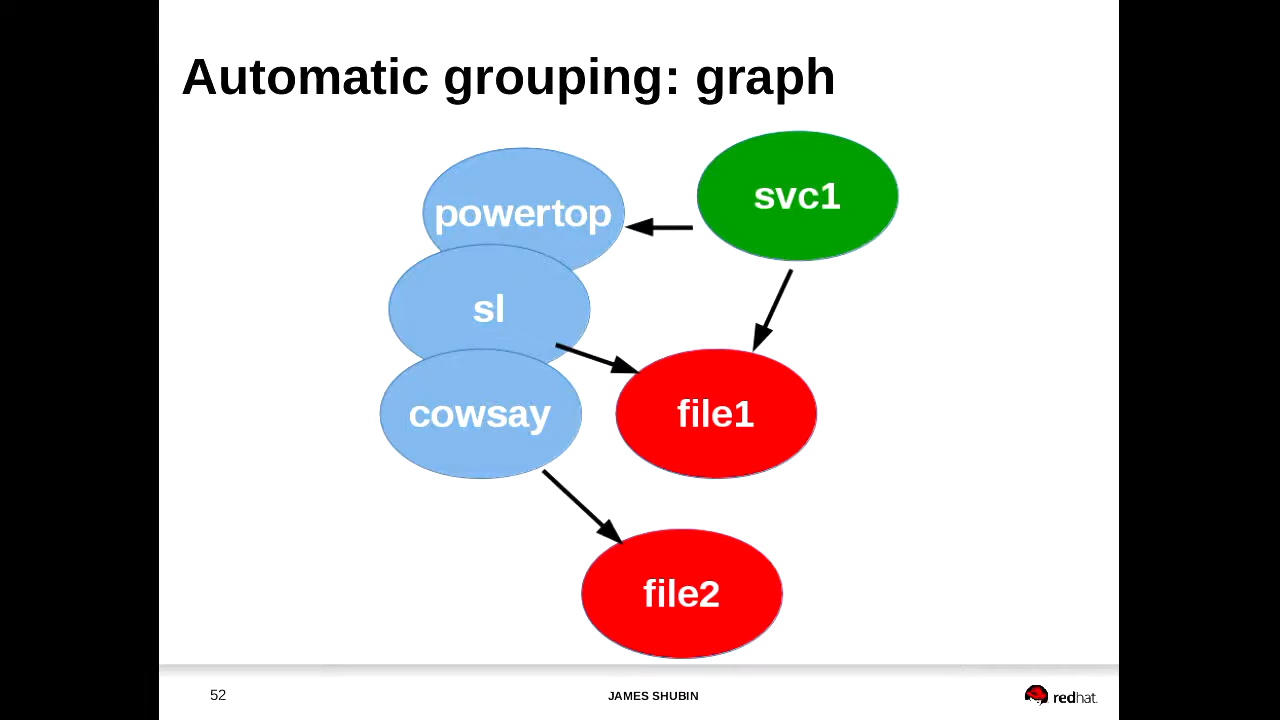 Automatic grouping: graph
powertop
svc1
sl
cowsay
file1
file2
52
JAMES SHUBIN
redhat.